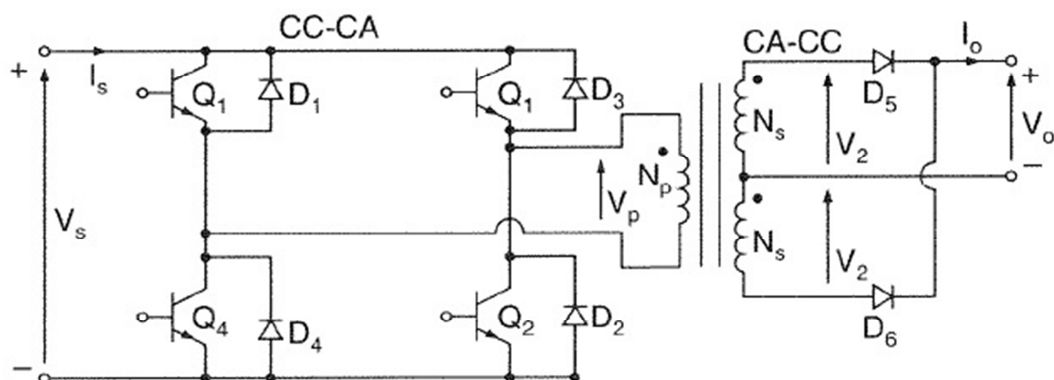 CC-CA
CA-CC
+
I_s
Q_1
D_1
Q_1
D_3
D_5
I_o
+
N_s
V_2
V_o
−
N_p
V_p
V_s
N_s
V_2
Q_4
D_4
Q_2
D_2
D_6
−